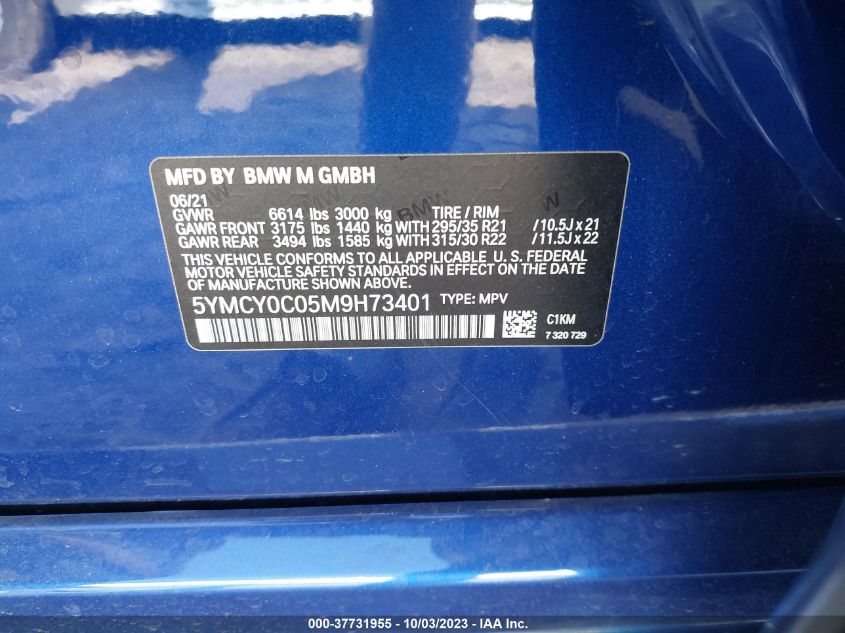 MFD BY BMW M GMBH
06/21
GVWR 6614 lbs 3000 kg TIRE / RIM
GAWR FRONT 3175 lbs 1440 kg WITH 295/35 R21 /10.5J x 21
GAWR REAR 3494 lbs 1585 kg WITH 315/30 R22 /11.5J x 22
THIS VEHICLE CONFORMS TO ALL APPLICABLE U. S. FEDERAL
MOTOR VEHICLE SAFETY STANDARDS IN EFFECT ON THE DATE
OF MANUFACTURE SHOWN ABOVE.
5YMCY0C05M9H73401 TYPE: MPV
C1KM
7 320 729
000-37731955 - 10/03/2023 - IAA Inc.